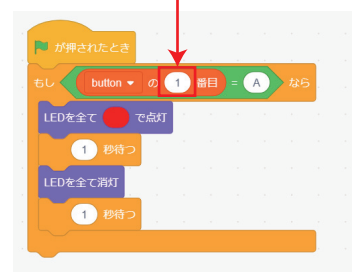 が押されたとき
もし button の 1 番目 = A なら
LEDを全て で点灯
1 秒待つ
LEDを全て消灯
1 秒待つ